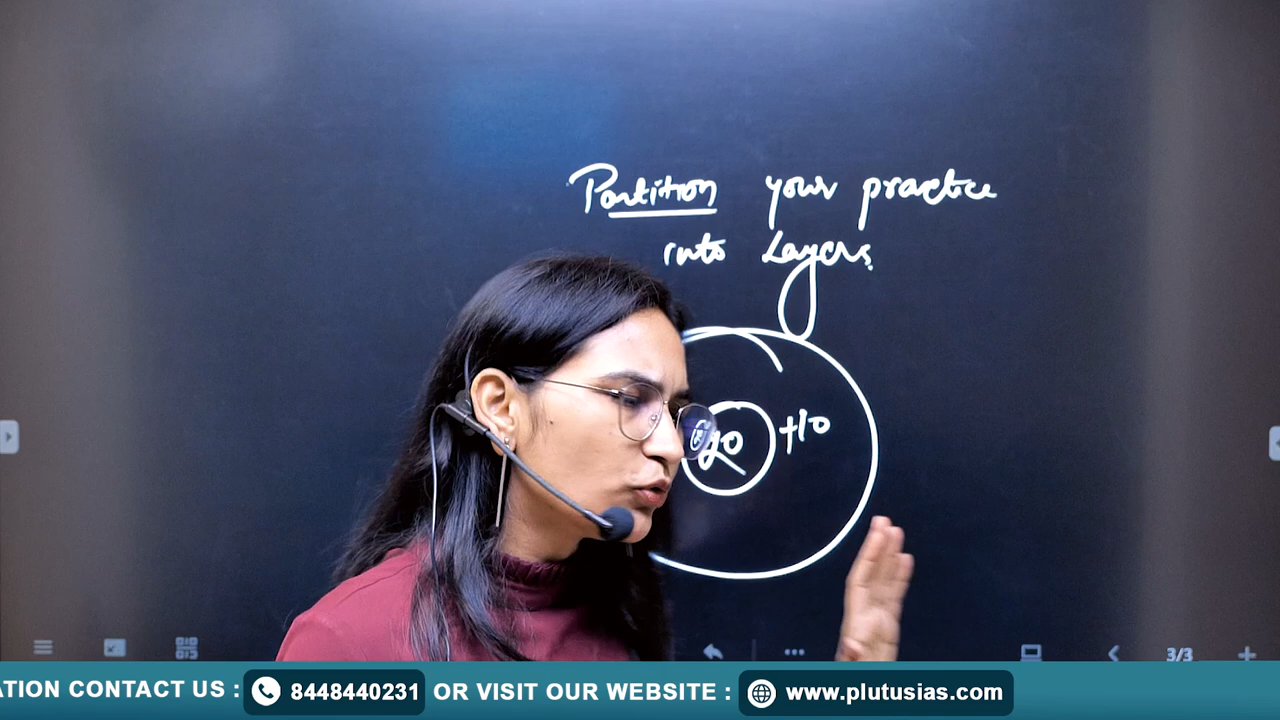 Partition your practice
into Layers
20 +10
3/3
ATION CONTACT US : 8448440231 OR VISIT OUR WEBSITE : www.plutusias.com